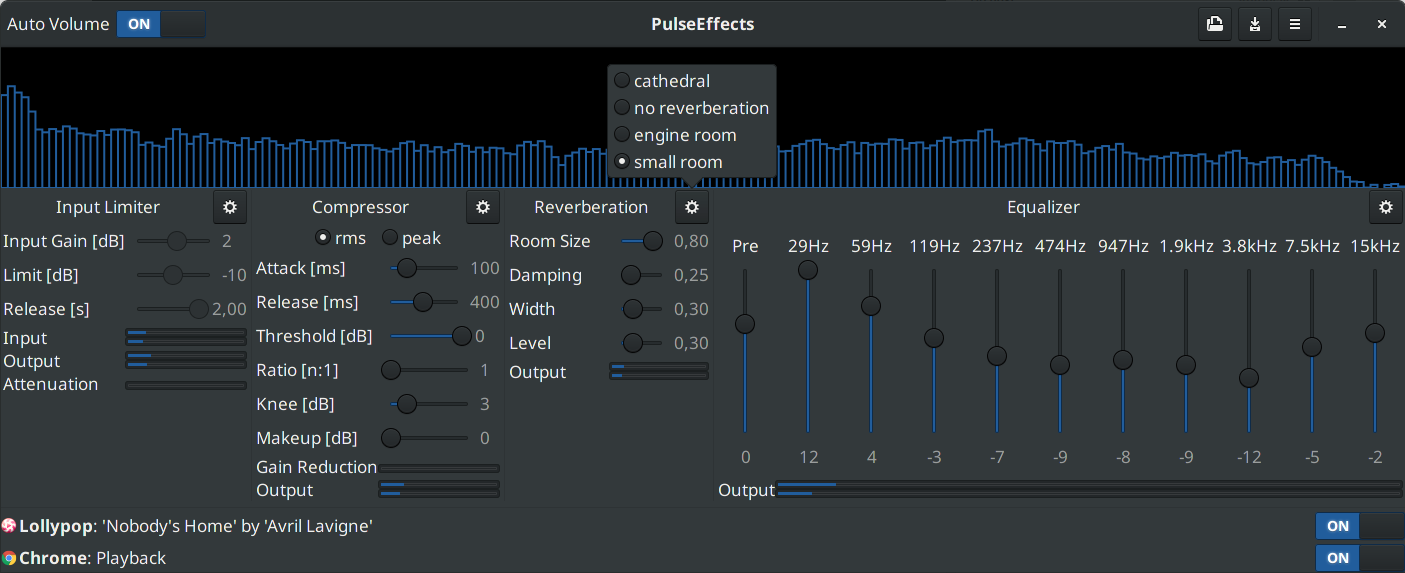 Auto Volume ON PulseEffects
cathedral
no reverberation
engine room
small room
Input Limiter
Input Gain [dB] 2
Limit [dB] -10
Release [s] 2,00
Input
Output
Attenuation
Compressor
rms peak
Attack [ms] 100
Release [ms] 400
Threshold [dB] 0
Ratio [n:1] 1
Knee [dB] 3
Makeup [dB] 0
Gain Reduction
Output
Reverberation
Room Size 0,80
Damping 0,25
Width 0,30
Level 0,30
Output
Equalizer
Pre 29Hz 59Hz 119Hz 237Hz 474Hz 947Hz 1.9kHz 3.8kHz 7.5kHz 15kHz
0 12 4 -3 -7 -9 -8 -9 -12 -5 -2
Output
Lollypop: 'Nobody's Home' by 'Avril Lavigne' ON
Chrome: Playback ON